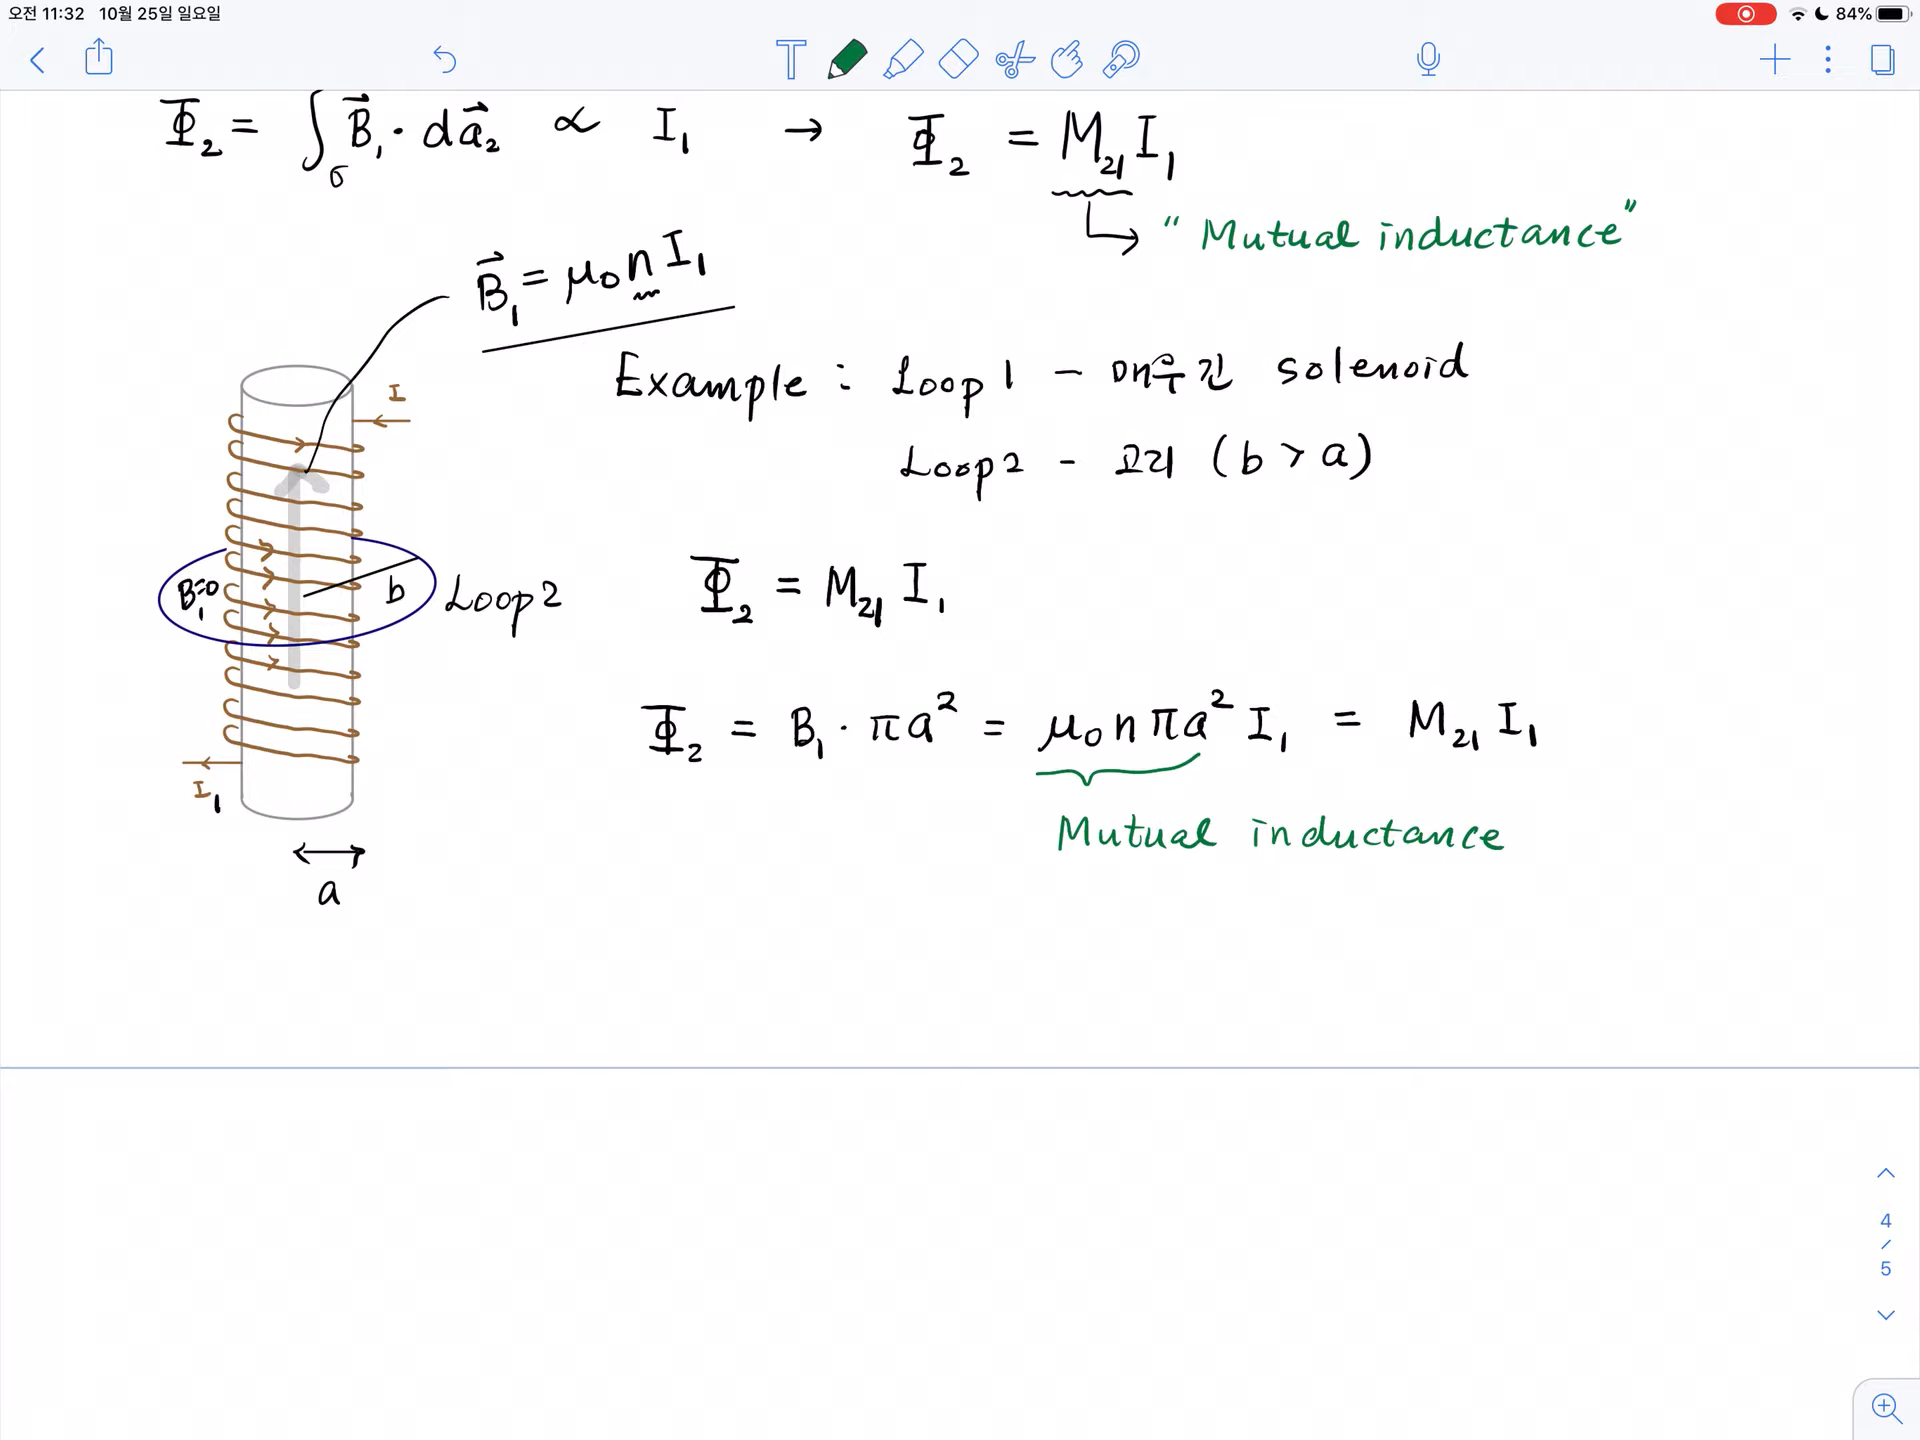 오전 11:32 10월 25일 일요일 84%
Φ₂ = ∫σ B⃗₁ · da⃗₂ ∝ I₁ → Φ₂ = M₂₁ I₁
"Mutual inductance"
B⃗₁ = μ₀ n I₁
Example : Loop 1 - 매우 긴 solenoid
I
Loop 2 - 고리 (b > a)
Φ₂ = M₂₁ I₁
B₁=0 b Loop 2
Φ₂ = B₁ · πa² = μ₀ n πa² I₁ = M₂₁ I₁
I₁
Mutual inductance
a
4
/
5